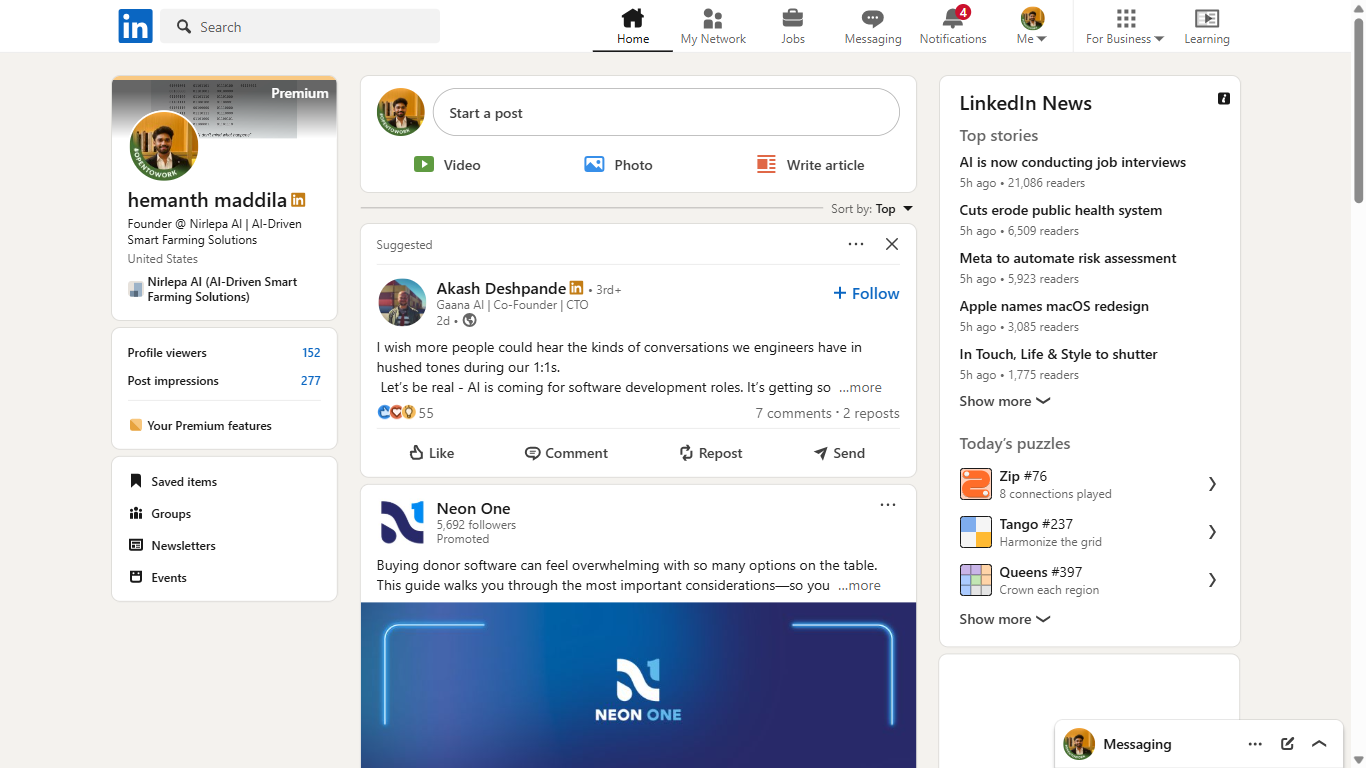 in
Search
Home
My Network
Jobs
Messaging
4
Notifications
Me
For Business
Learning
Premium
#OPENTOWORK
hemanth maddila
Founder @ Nirlepa AI | AI-Driven
Smart Farming Solutions
United States
Nirlepa AI (AI-Driven Smart
Farming Solutions)
Profile viewers 152
Post impressions 277
Your Premium features
Saved items
Groups
Newsletters
Events
Start a post
Video
Photo
Write article
Sort by: Top
Suggested
Akash Deshpande • 3rd+
Gaana AI | Co-Founder | CTO
2d •
+ Follow
I wish more people could hear the kinds of conversations we engineers have in
hushed tones during our 1:1s.
Let’s be real - AI is coming for software development roles. It’s getting so ...more
55
7 comments · 2 reposts
Like
Comment
Repost
Send
Neon One
5,692 followers
Promoted
Buying donor software can feel overwhelming with so many options on the table.
This guide walks you through the most important considerations—so you ...more
NEON ONE
LinkedIn News
Top stories
AI is now conducting job interviews
5h ago • 21,086 readers
Cuts erode public health system
5h ago • 6,509 readers
Meta to automate risk assessment
5h ago • 5,923 readers
Apple names macOS redesign
5h ago • 3,085 readers
In Touch, Life & Style to shutter
5h ago • 1,775 readers
Show more
Today’s puzzles
Zip #76
8 connections played
Tango #237
Harmonize the grid
Queens #397
Crown each region
Show more
Messaging